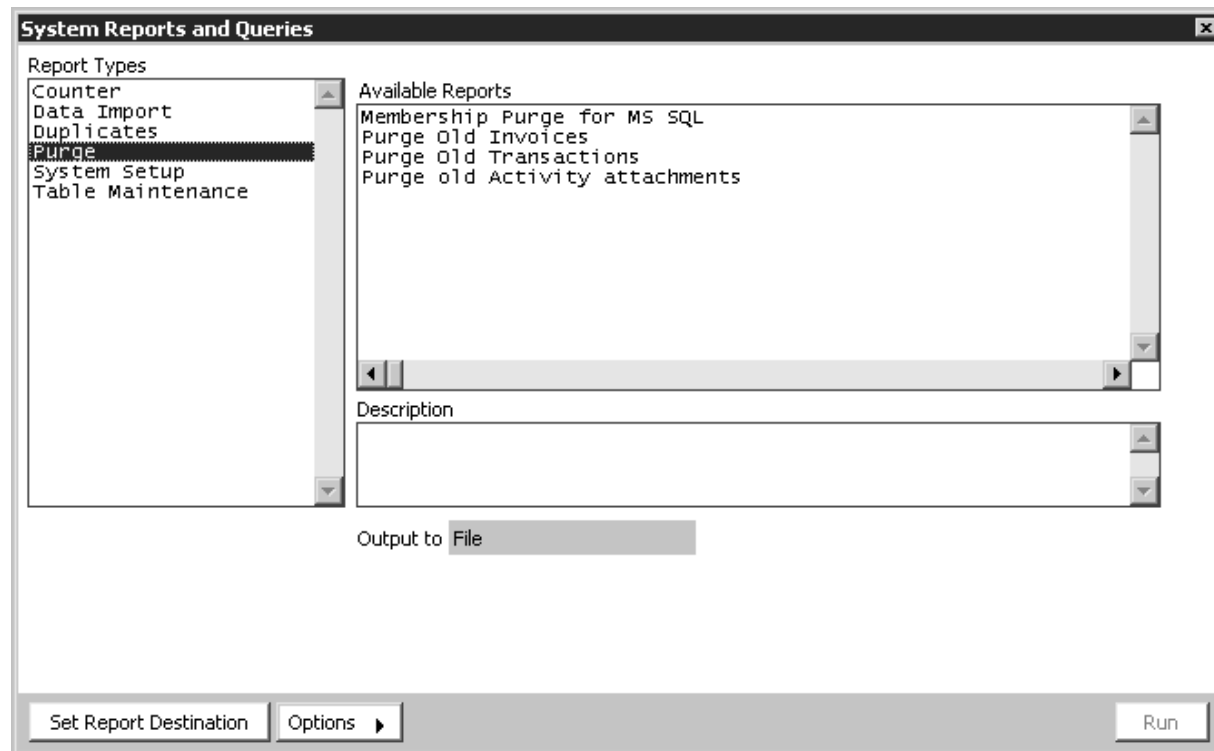 System Reports and Queries
Report Types
Counter
Data Import
Duplicates
Purge
System Setup
Table Maintenance
Available Reports
Membership Purge for MS SQL
Purge Old Invoices
Purge Old Transactions
Purge old Activity attachments
Description
Output to File
Set Report Destination
Options
Run